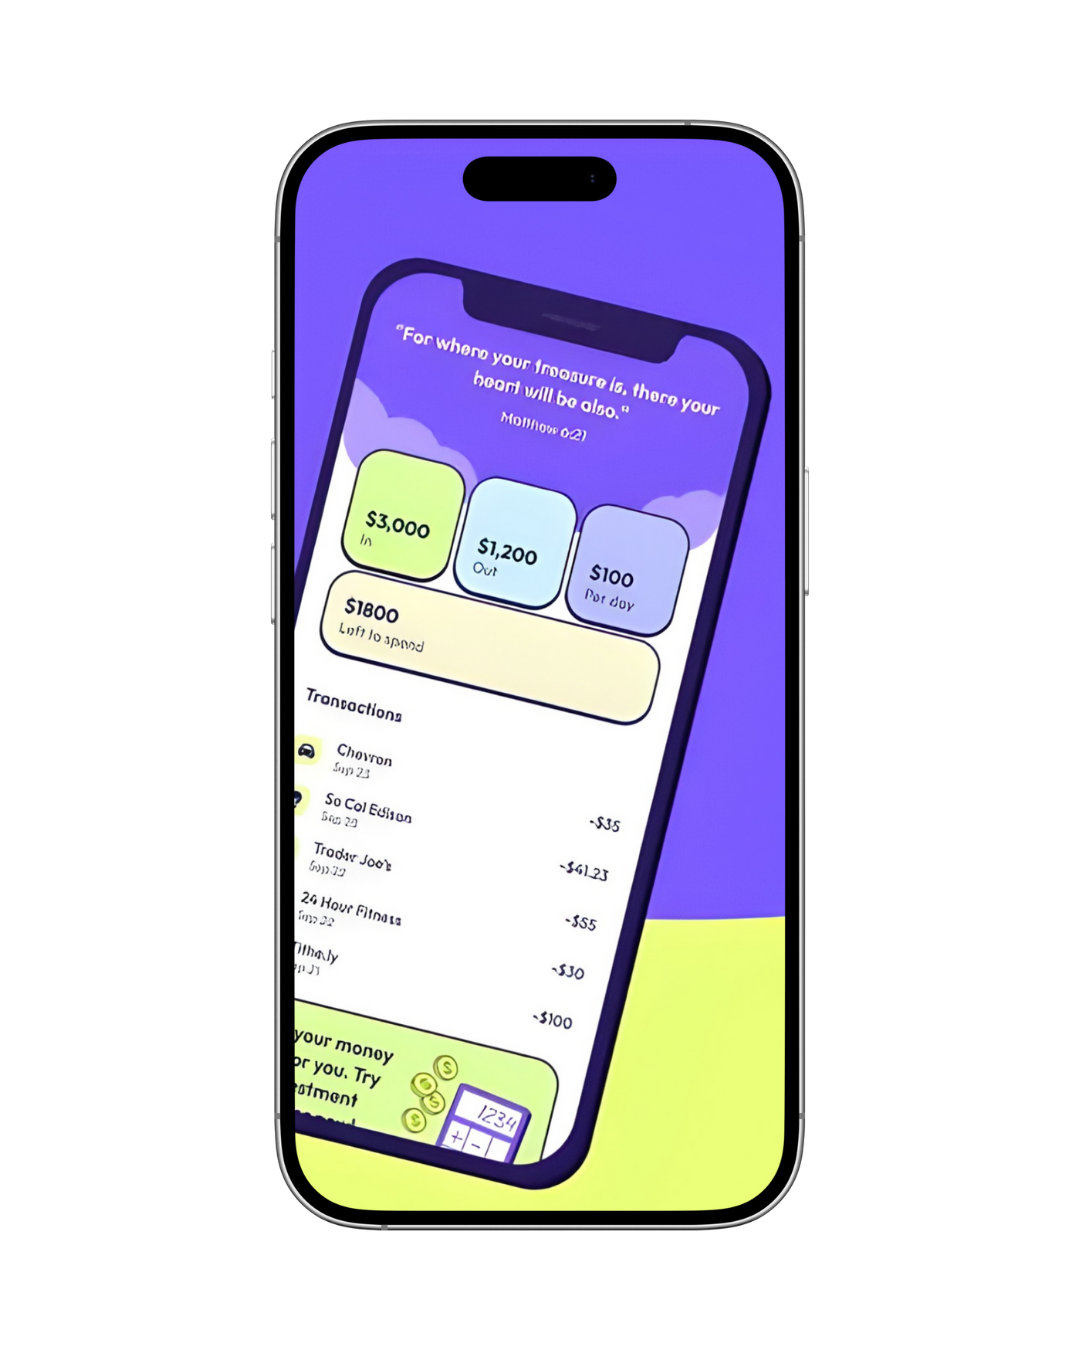 “For where your treasure is, there your
heart will be also.“
Matthew 6:21
$3,000
In
$1,200
Out
$100
Per day
$1800
Left to spend
Transactions
Chevron
Sep 23
-$35
So Cal Edison
Sep 23
-$41.23
Trader Joe's
Sep 22
-$55
24 Hour Fitness
Sep 22
-$30
Tithe.ly
-$100
your money
or you. Try
estment
1234
+ -